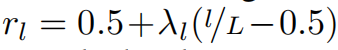 r_l = 0.5+λ_l(l/L−0.5)